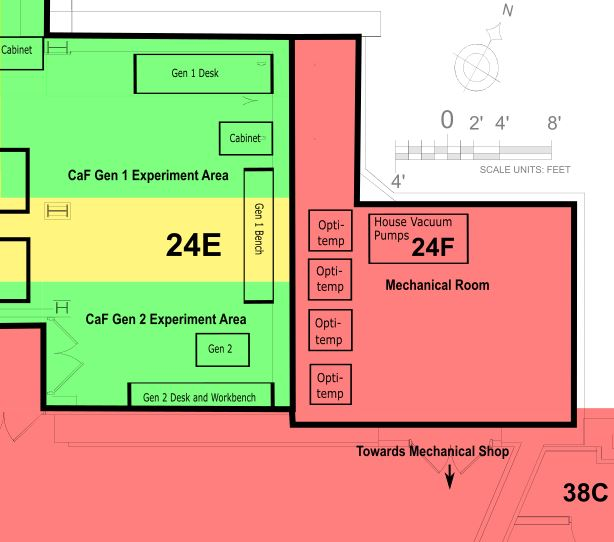 N
Cabinet
Gen 1 Desk
0 2' 4' 8'
Cabinet
SCALE UNITS: FEET
4'
CaF Gen 1 Experiment Area
Gen 1 Bench
24E
Opti-
temp
House Vacuum
Pumps
24F
Opti-
temp
Mechanical Room
CaF Gen 2 Experiment Area
Opti-
temp
Gen 2
Opti-
temp
Gen 2 Desk and Workbench
Towards Mechanical Shop
38C